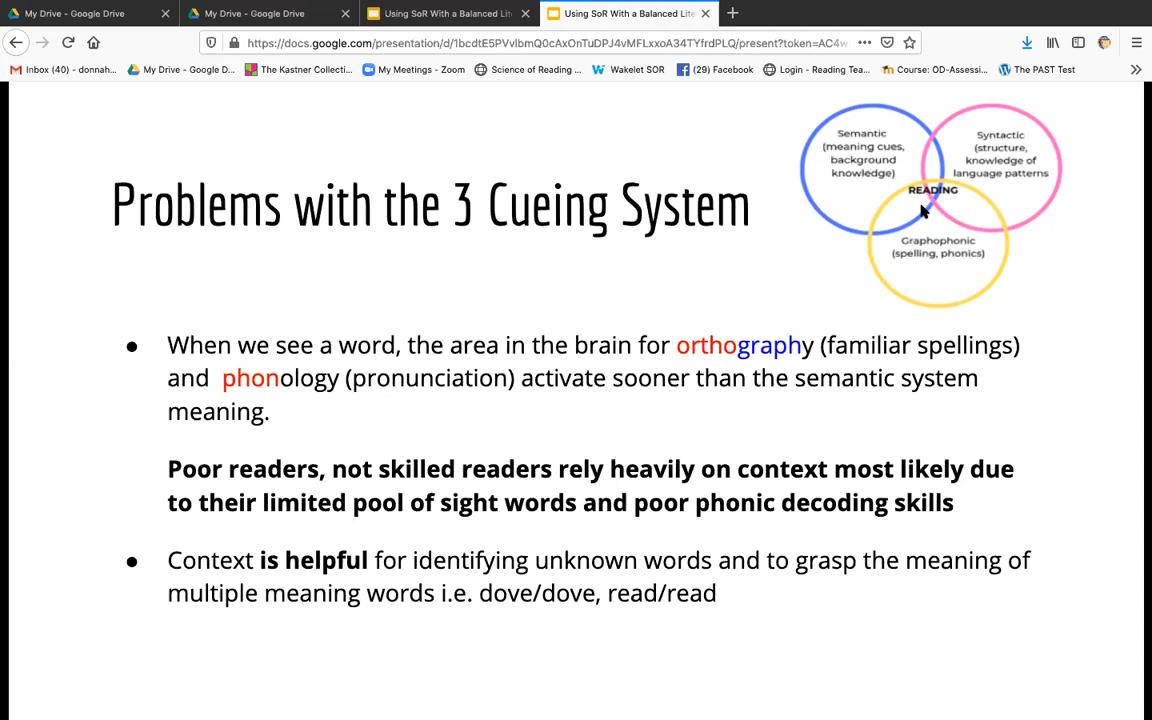 My Drive - Google Drive
My Drive - Google Drive
Using SoR With a Balanced Lite
Using SoR With a Balanced Lite
https://docs.google.com/presentation/d/1bcdtE5PVvIbmQ0cAxOnTuDPJ4vMFLxxoA34TYfrdPLQ/present?token=AC4w
Inbox (40) - donnah...
My Drive - Google D...
The Kastner Collecti...
My Meetings - Zoom
Science of Reading ...
Wakelet SOR
(29) Facebook
Login - Reading Tea...
Course: OD-Assessi...
The PAST Test
Semantic
(meaning cues,
background
knowledge)
Syntactic
(structure,
knowledge of
language patterns
READING
Graphophonic
(spelling, phonics)
Problems with the 3 Cueing System
● When we see a word, the area in the brain for orthography (familiar spellings)
and phonology (pronunciation) activate sooner than the semantic system
meaning.
Poor readers, not skilled readers rely heavily on context most likely due
to their limited pool of sight words and poor phonic decoding skills
● Context is helpful for identifying unknown words and to grasp the meaning of
multiple meaning words i.e. dove/dove, read/read